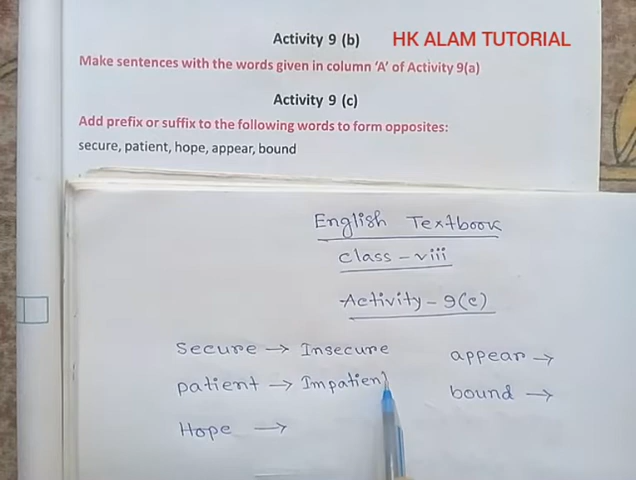 Activity 9 (b) HK ALAM TUTORIAL
Make sentences with the words given in column 'A' of Activity 9(a)
Activity 9 (c)
Add prefix or suffix to the following words to form opposites:
secure, patient, hope, appear, bound
English Textbook
class - viii
Activity - 9(c)
Secure → Insecure
appear →
patient → Impatien
bound →
Hope →